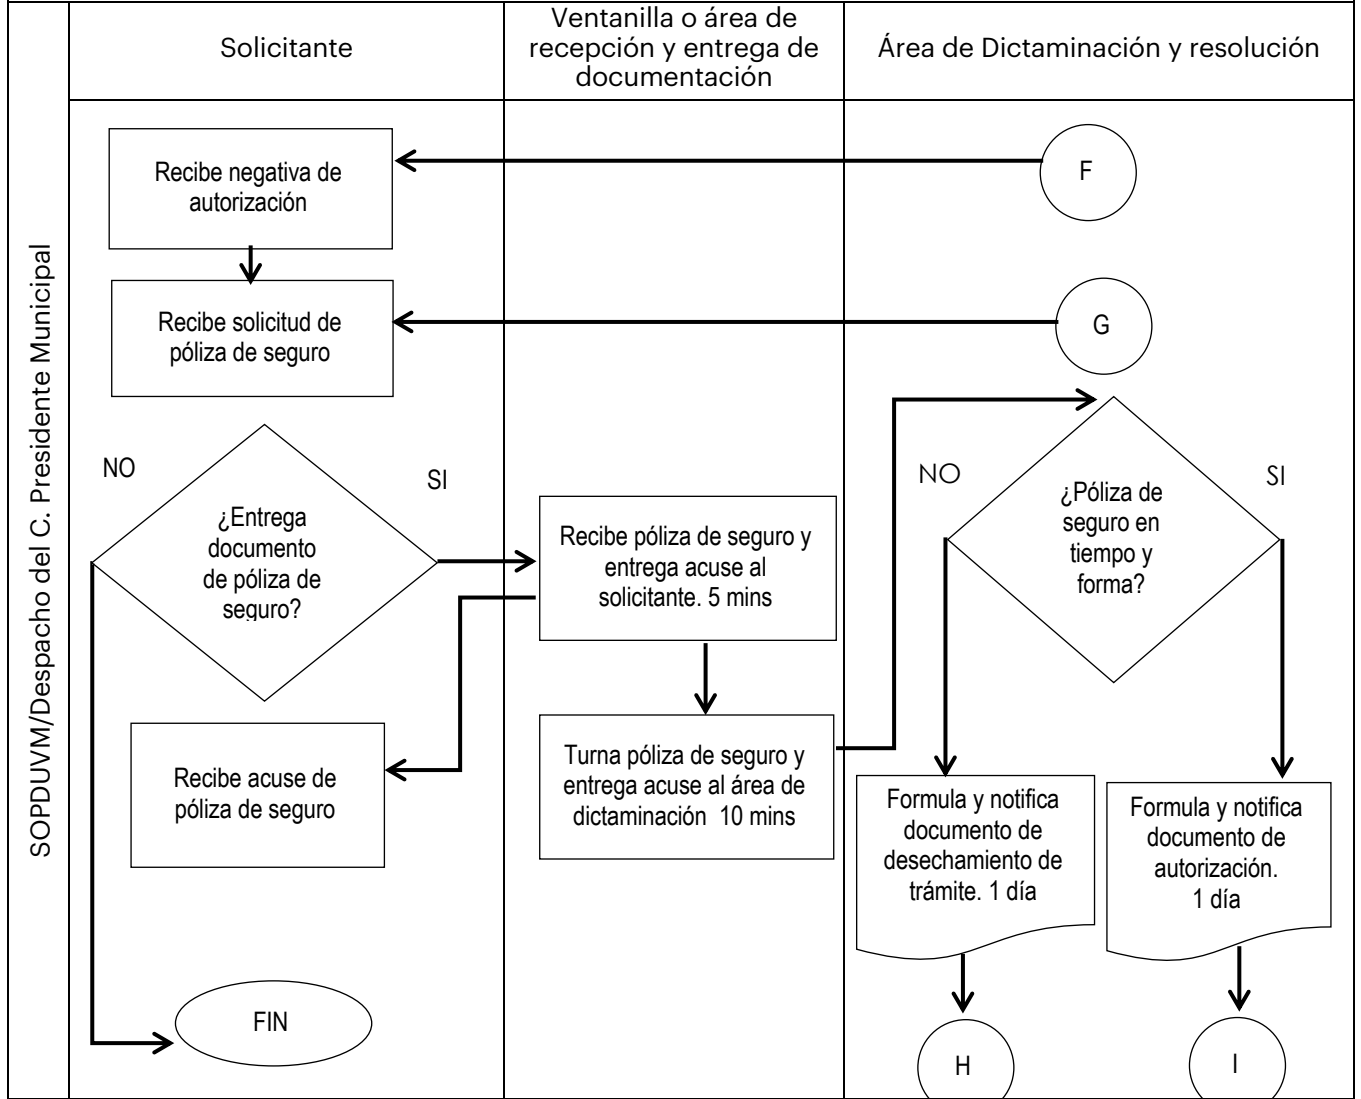 Solicitante
Ventanilla o área de
recepción y entrega de
documentación
Área de Dictaminación y resolución
SOPDUVM/Despacho del C. Presidente Municipal
Recibe negativa de
autorización
F
Recibe solicitud de
póliza de seguro
G
NO
SI
¿Entrega
documento
de póliza de
seguro?
Recibe póliza de seguro y
entrega acuse al
solicitante. 5 mins
NO
SI
¿Póliza de
seguro en
tiempo y
forma?
Recibe acuse de
póliza de seguro
Turna póliza de seguro y
entrega acuse al área de
dictaminación  10 mins
Formula y notifica
documento de
desechamiento de
trámite. 1 día
Formula y notifica
documento de
autorización.
1 día
FIN
H
I